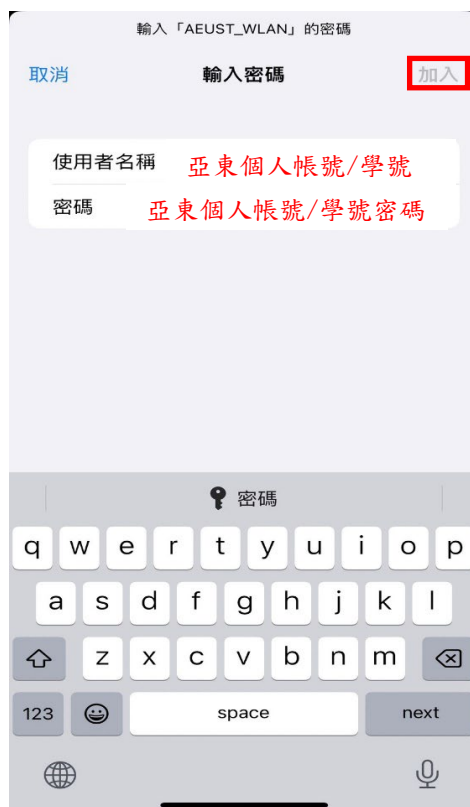 輸入「AEUST_WLAN」的密碼
取消 輸入密碼 加入
使用者名稱 亞東個人帳號/學號
密碼 亞東個人帳號/學號密碼
密碼
q w e r t y u i o p
a s d f g h j k l
z x c v b n m
123 space next